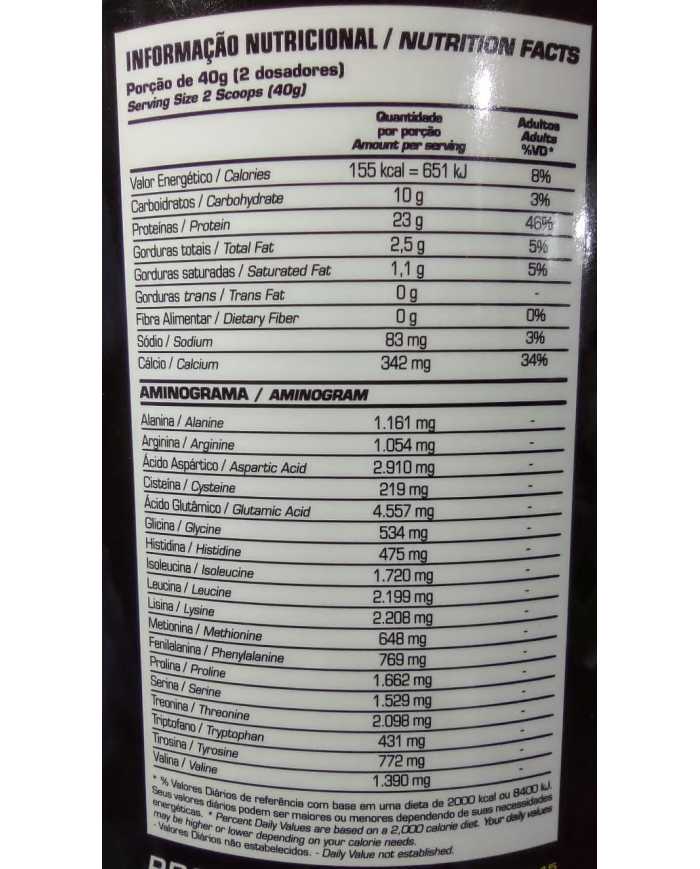 INFORMAÇÃO NUTRICIONAL / NUTRITION FACTS
Porção de 40g (2 dosadores)
Serving Size 2 Scoops (40g)
Quantidade por porção Amount per serving Adultos Adults %VD*
Valor Energético / Calories 155 kcal = 651 kJ 8%
Carboidratos / Carbohydrate 10 g 3%
Proteínas / Protein 23 g 46%
Gorduras totais / Total Fat 2,5 g 5%
Gorduras saturadas / Saturated Fat 1,1 g 5%
Gorduras trans / Trans Fat 0 g -
Fibra Alimentar / Dietary Fiber 0 g 0%
Sódio / Sodium 83 mg 3%
Cálcio / Calcium 342 mg 34%
AMINOGRAMA / AMINOGRAM
Alanina / Alanine 1.161 mg -
Arginina / Arginine 1.054 mg -
Ácido Aspártico / Aspartic Acid 2.910 mg -
Cisteína / Cysteine 219 mg -
Ácido Glutâmico / Glutamic Acid 4.557 mg -
Glicina / Glycine 534 mg -
Histidina / Histidine 475 mg -
Isoleucina / Isoleucine 1.720 mg -
Leucina / Leucine 2.199 mg -
Lisina / Lysine 2.208 mg -
Metionina / Methionine 648 mg -
Fenilalanina / Phenylalanine 769 mg -
Prolina / Proline 1.662 mg -
Serina / Serine 1.529 mg -
Treonina / Threonine 2.098 mg -
Triptofano / Tryptophan 431 mg -
Tirosina / Tyrosine 772 mg -
Valina / Valine 1.390 mg -
* % Valores Diários de referência com base em uma dieta de 2000 kcal ou 8400 kJ.
Seus valores diários podem ser maiores ou menores dependendo de suas necessidades
energéticas. * Percent Daily Values are based on a 2,000 calorie diet. Your daily values
may be higher or lower depending on your calorie needs.
- Valores Diários não estabelecidos. - Daily Value not established.